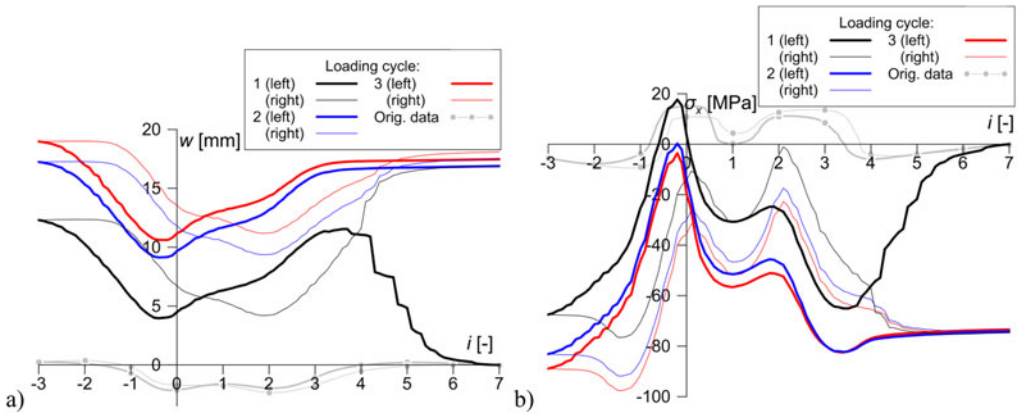 Loading cycle:
1 (left) 3 (left)
(right) (right)
2 (left) Orig. data
(right)
20 w [mm]
15
10
5
0
-3 -2 -1 0 1 2 3 4 5 6 7
i [-]
a)
Loading cycle:
1 (left) 3 (left)
(right) (right)
2 (left) Orig. data
(right)
20 σx [MPa]
i [-]
0
-3 -2 -1 0 1 2 3 4 5 6 7
-20
-40
-60
-80
-100
b)